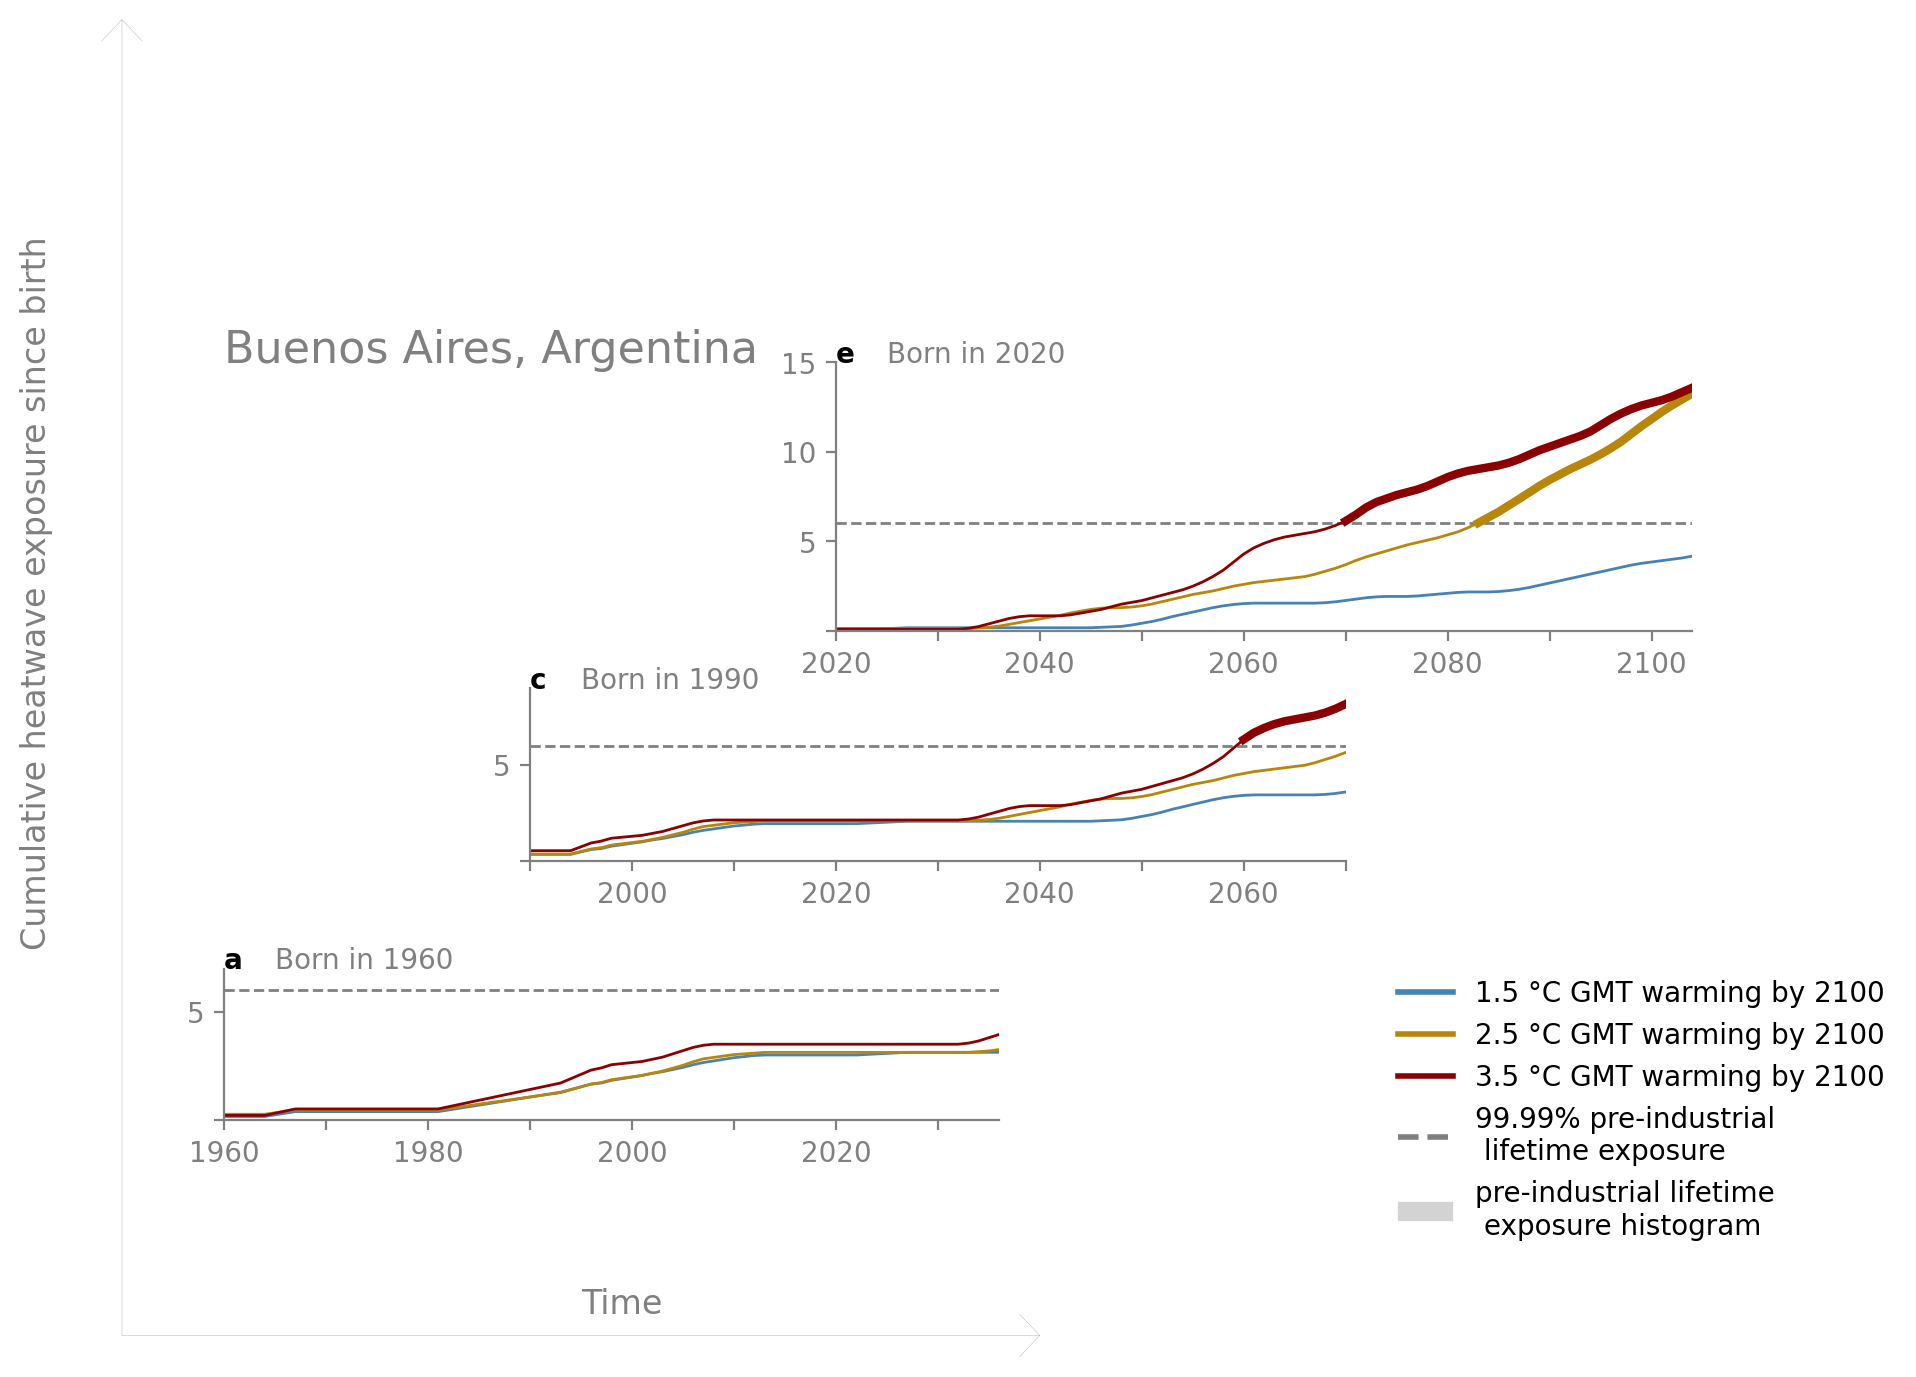 Cumulative heatwave exposure since birth
Buenos Aires, Argentina
e Born in 2020
15
10
5
2020 2040 2060 2080 2100
c Born in 1990
5
2000 2020 2040 2060
a Born in 1960
5
1960 1980 2000 2020
1.5 °C GMT warming by 2100
2.5 °C GMT warming by 2100
3.5 °C GMT warming by 2100
99.99% pre-industrial
lifetime exposure
pre-industrial lifetime
exposure histogram
Time